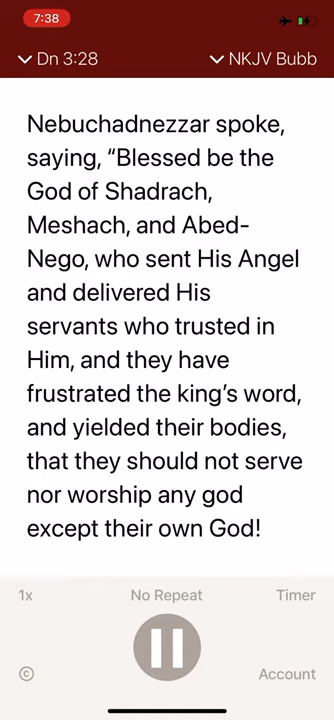 7:38
Dn 3:28
NKJV Bubb
Nebuchadnezzar spoke,
saying, “Blessed be the
God of Shadrach,
Meshach, and Abed-
Nego, who sent His Angel
and delivered His
servants who trusted in
Him, and they have
frustrated the king’s word,
and yielded their bodies,
that they should not serve
nor worship any god
except their own God!
1x
No Repeat
Timer
©
Account